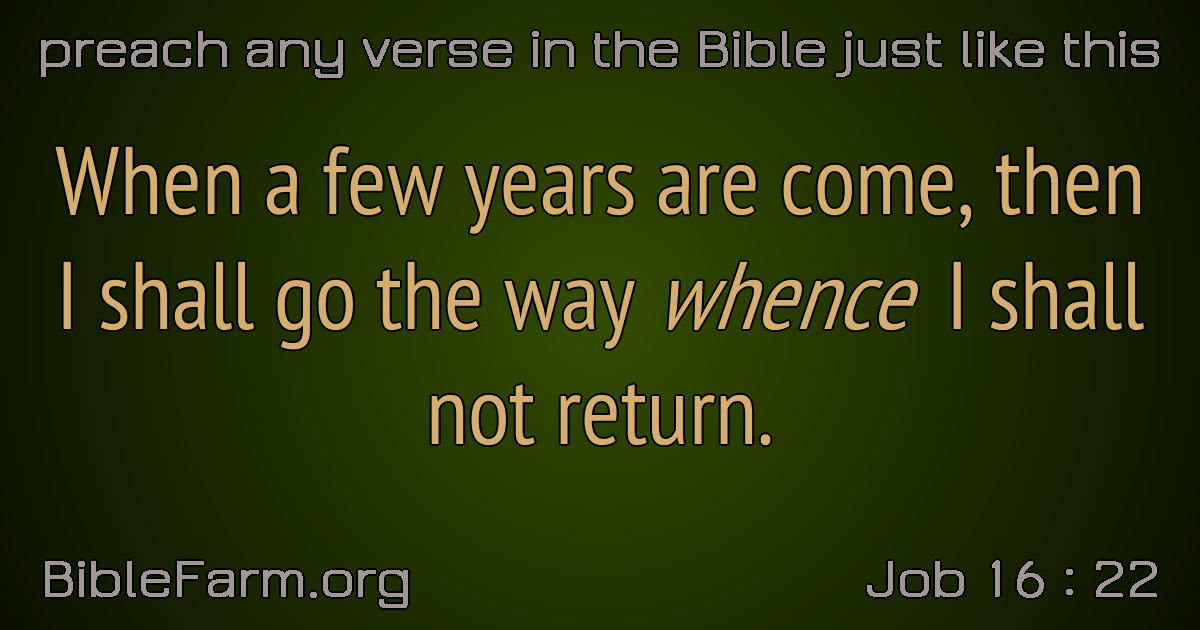 preach any verse in the Bible just like this
When a few years are come, then
I shall go the way whence I shall
not return.
BibleFarm.org
Job 16 : 22